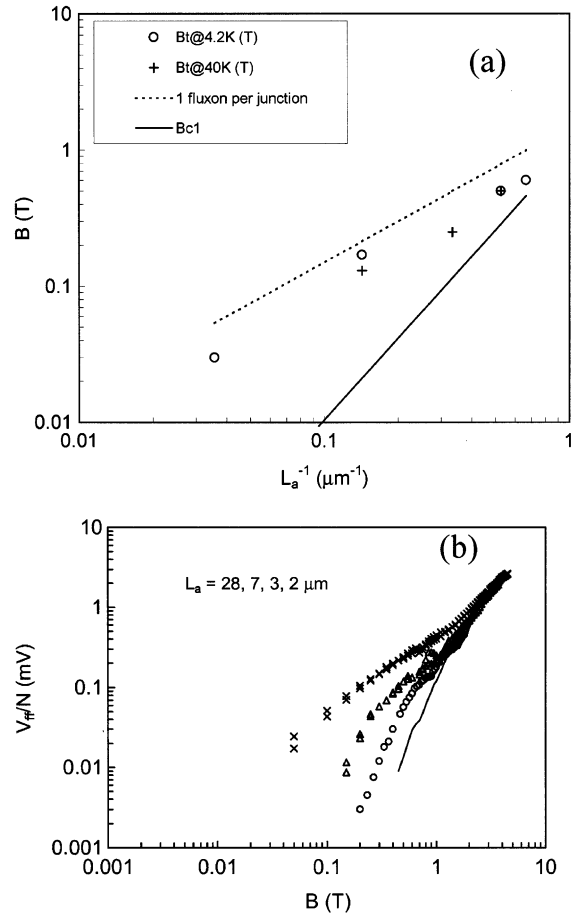 (a)
10
1
0.1
0.01
B (T)
Bt@4.2K (T)
Bt@40K (T)
1 fluxon per junction
Bc1
0.01
0.1
1
Lₐ⁻¹ (μm⁻¹)
(b)
10
1
0.1
0.01
0.001
V_ff/N (mV)
Lₐ = 28, 7, 3, 2 μm
0.001
0.01
0.1
1
10
B (T)